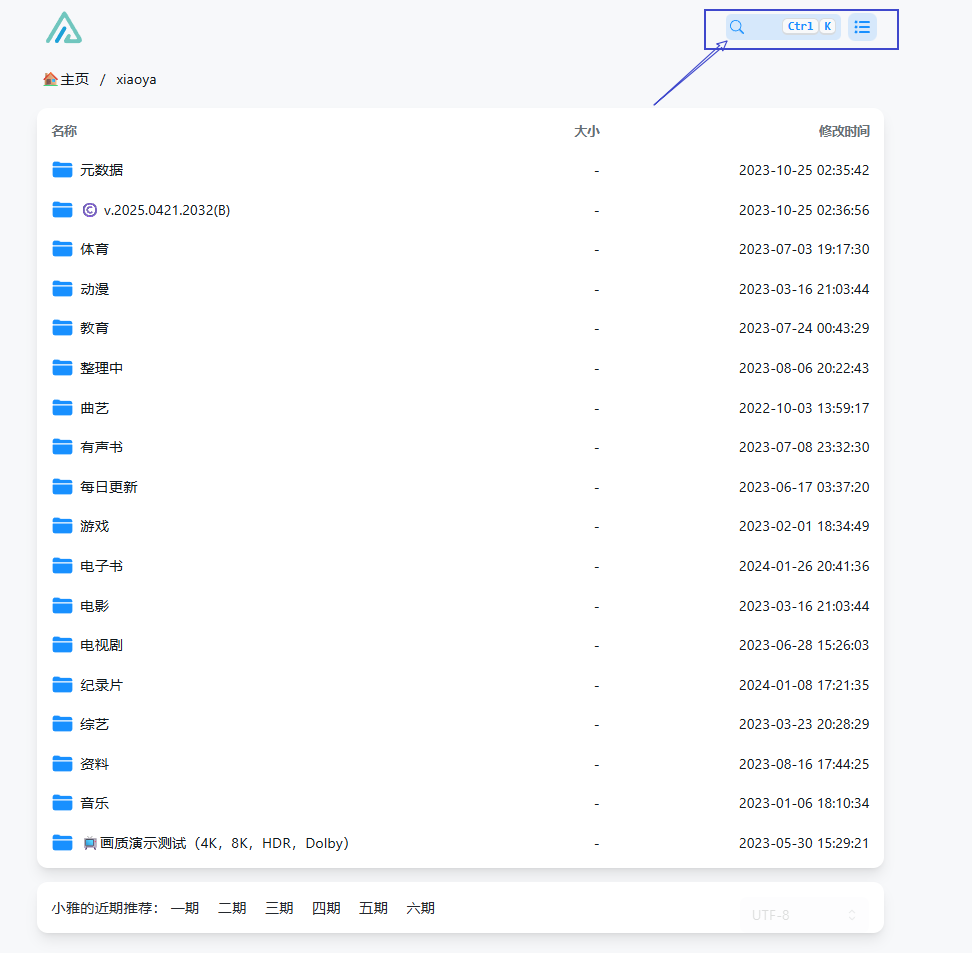 Ctrl K
主页 / xiaoya
名称 大小 修改时间
元数据 - 2023-10-25 02:35:42
© v.2025.0421.2032(B) - 2023-10-25 02:36:56
体育 - 2023-07-03 19:17:30
动漫 - 2023-03-16 21:03:44
教育 - 2023-07-24 00:43:29
整理中 - 2023-08-06 20:22:43
曲艺 - 2022-10-03 13:59:17
有声书 - 2023-07-08 23:32:30
每日更新 - 2023-06-17 03:37:20
游戏 - 2023-02-01 18:34:49
电子书 - 2024-01-26 20:41:36
电影 - 2023-03-16 21:03:44
电视剧 - 2023-06-28 15:26:03
纪录片 - 2024-01-08 17:21:35
综艺 - 2023-03-23 20:28:29
资料 - 2023-08-16 17:44:25
音乐 - 2023-01-06 18:10:34
画质演示测试（4K，8K，HDR，Dolby） - 2023-05-30 15:29:21
小雅的近期推荐： 一期 二期 三期 四期 五期 六期
UTF-8